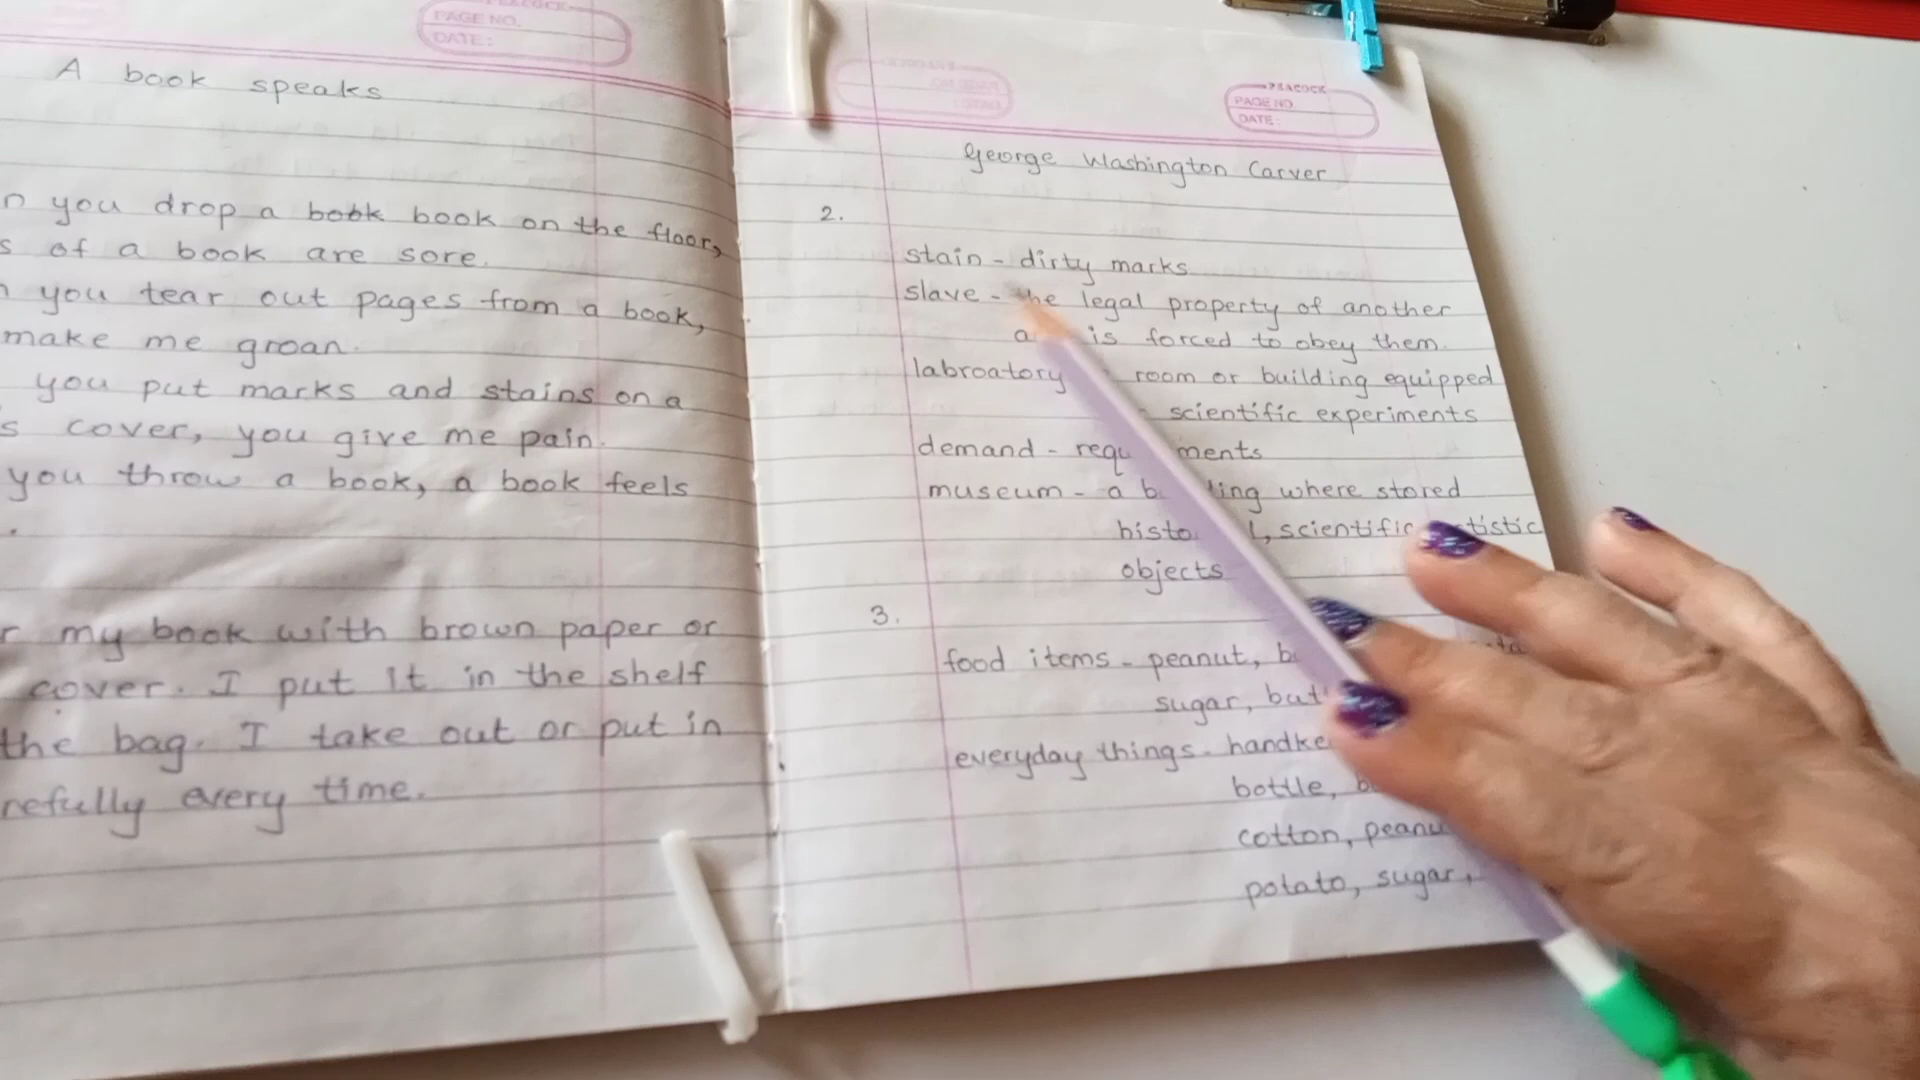 PEACOCK
PAGE NO.
DATE:
A book speaks
you drop a book book on the floor,
of a book are sore.
you tear out pages from a book,
make me groan.
you put marks and stains on a
cover, you give me pain.
you throw a book, a book feels
my book with brown paper or
cover. I put it in the shelf
the bag. I take out or put in
every time.
PEACOCK
PAGE NO.
DATE:
George Washington Carver
2.
stain - dirty marks
slave - the legal property of another
is forced to obey them.
labroatory room or building equipped
scientific experiments
demand -
museum - a where stored
scientific
objects
3.
food items - peanut,
sugar,
everyday things -
bottle,
cotton,
potato, sugar,